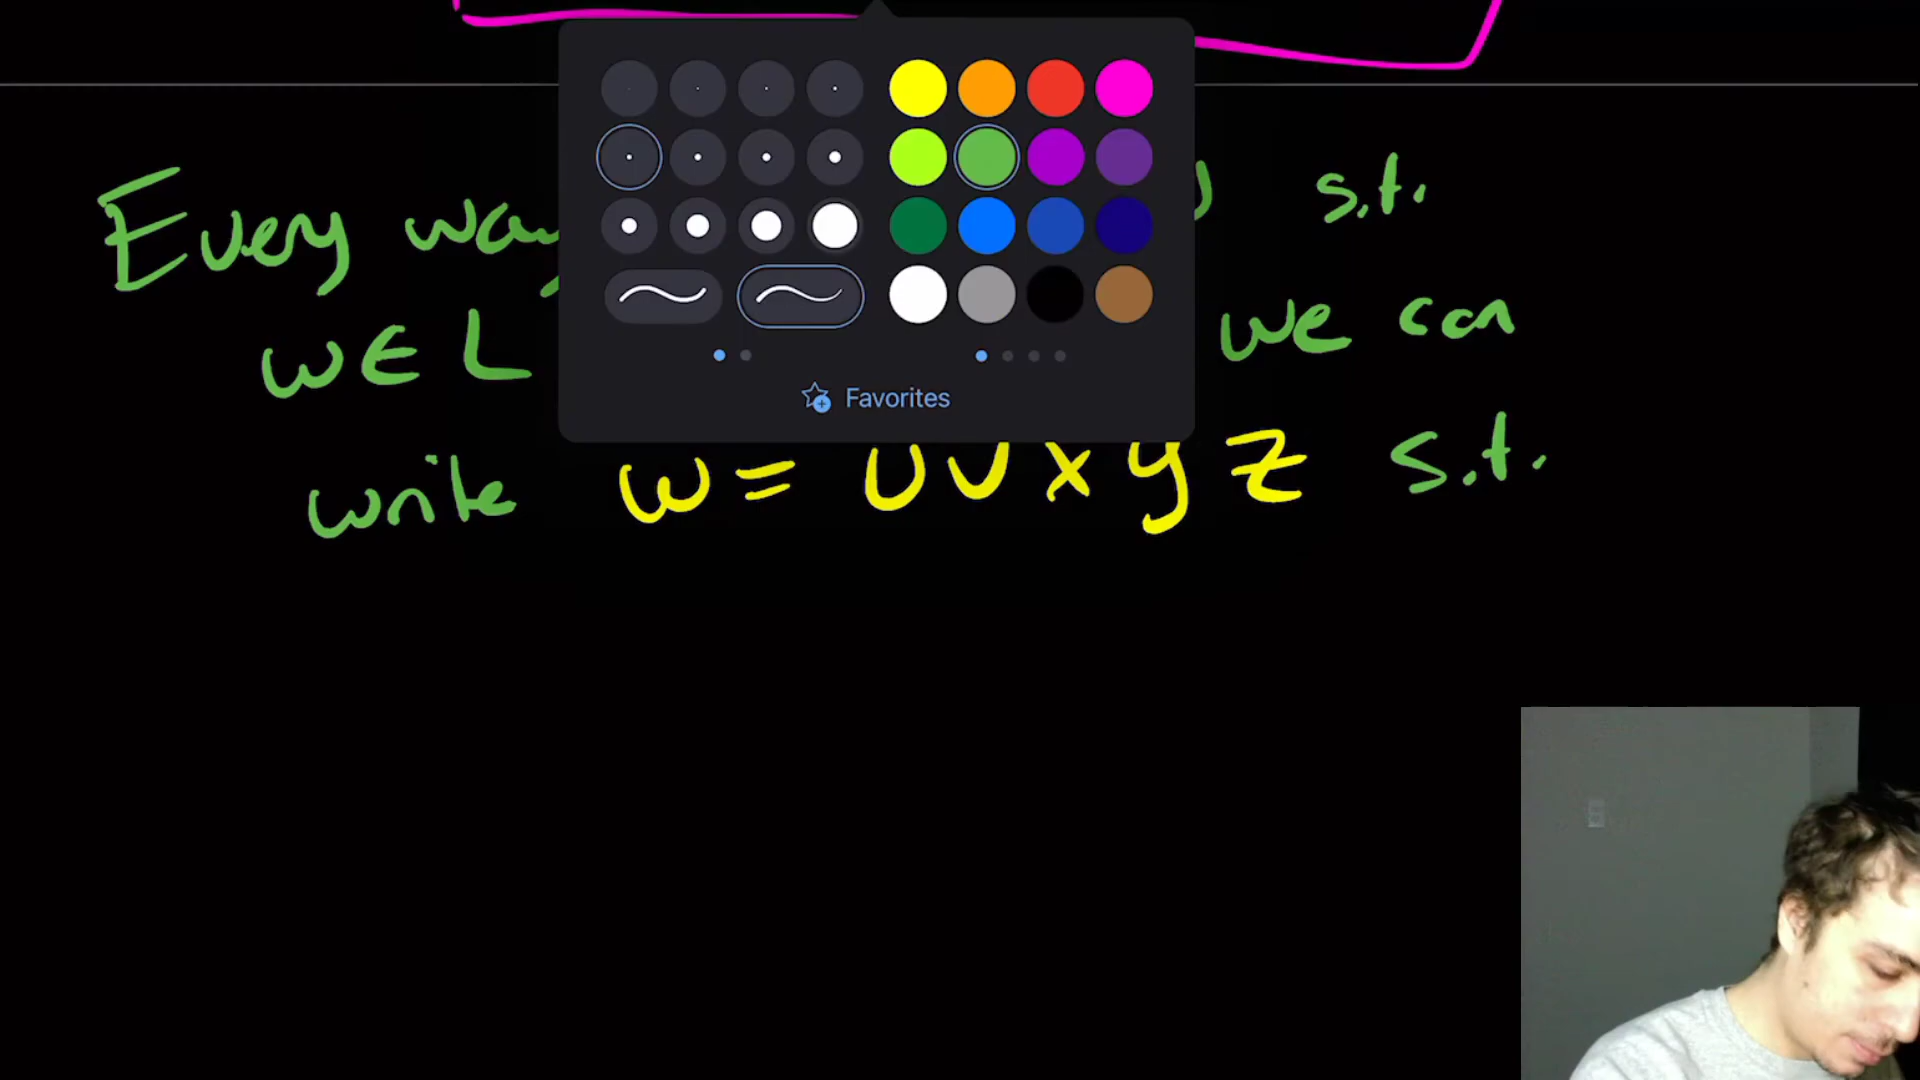 Every s.t.
w ∈ L we can
Favorites
write w = uvxyz s.t.